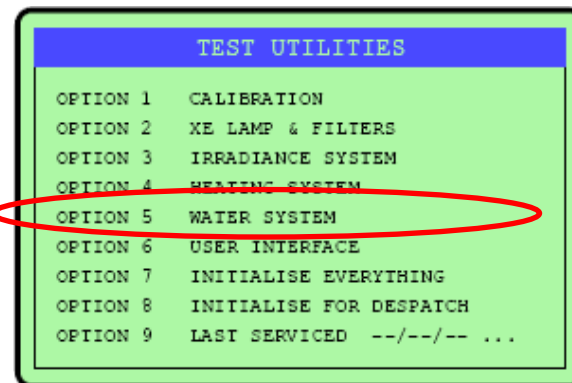 TEST UTILITIES
OPTION 1 CALIBRATION
OPTION 2 XE LAMP & FILTERS
OPTION 3 IRRADIANCE SYSTEM
OPTION 4 HEATING SYSTEM
OPTION 5 WATER SYSTEM
OPTION 6 USER INTERFACE
OPTION 7 INITIALISE EVERYTHING
OPTION 8 INITIALISE FOR DESPATCH
OPTION 9 LAST SERVICED --/--/-- ...